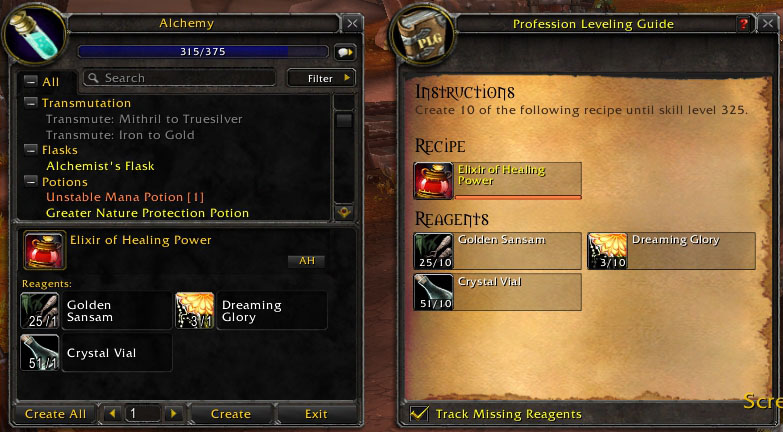 Alchemy
315/375
All
Search
Filter
Transmutation
Transmute: Mithril to Truesilver
Transmute: Iron to Gold
Flasks
Alchemist's Flask
Potions
Unstable Mana Potion [1]
Greater Nature Protection Potion
Elixir of Healing Power
AH
Reagents:
Golden
Sansam
25/1
Dreaming
Glory
3/1
Crystal Vial
51/1
Create All
1
Create
Exit
PLG
Profession Leveling Guide
?
Instructions
Create 10 of the following recipe until skill level 325.
Recipe
Elixir of Healing
Power
Reagents
Golden Sansam
25/10
Dreaming Glory
3/10
Crystal Vial
51/10
Track Missing Reagents
Scre